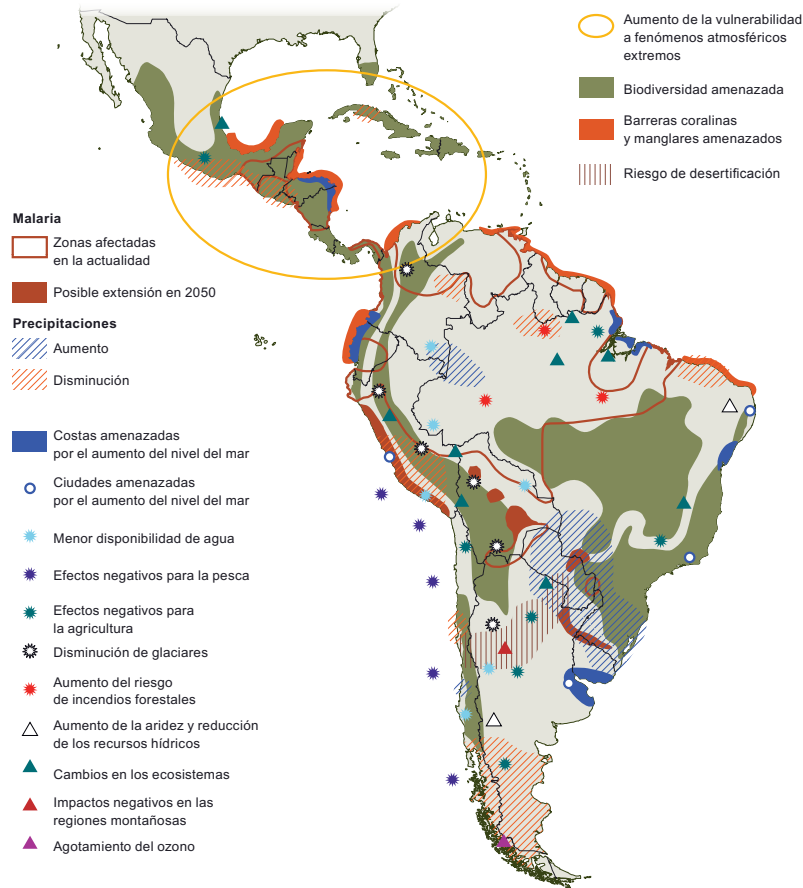 Aumento de la vulnerabilidad
a fenómenos atmosféricos
extremos
Biodiversidad amenazada
Barreras coralinas
y manglares amenazados
Riesgo de desertificación
Malaria
Zonas afectadas
en la actualidad
Posible extensión en 2050
Precipitaciones
Aumento
Disminución
Costas amenazadas
por el aumento del nivel del mar
Ciudades amenazadas
por el aumento del nivel del mar
Menor disponibilidad de agua
Efectos negativos para la pesca
Efectos negativos para
la agricultura
Disminución de glaciares
Aumento del riesgo
de incendios forestales
Aumento de la aridez y reducción
de los recursos hídricos
Cambios en los ecosistemas
Impactos negativos en las
regiones montañosas
Agotamiento del ozono